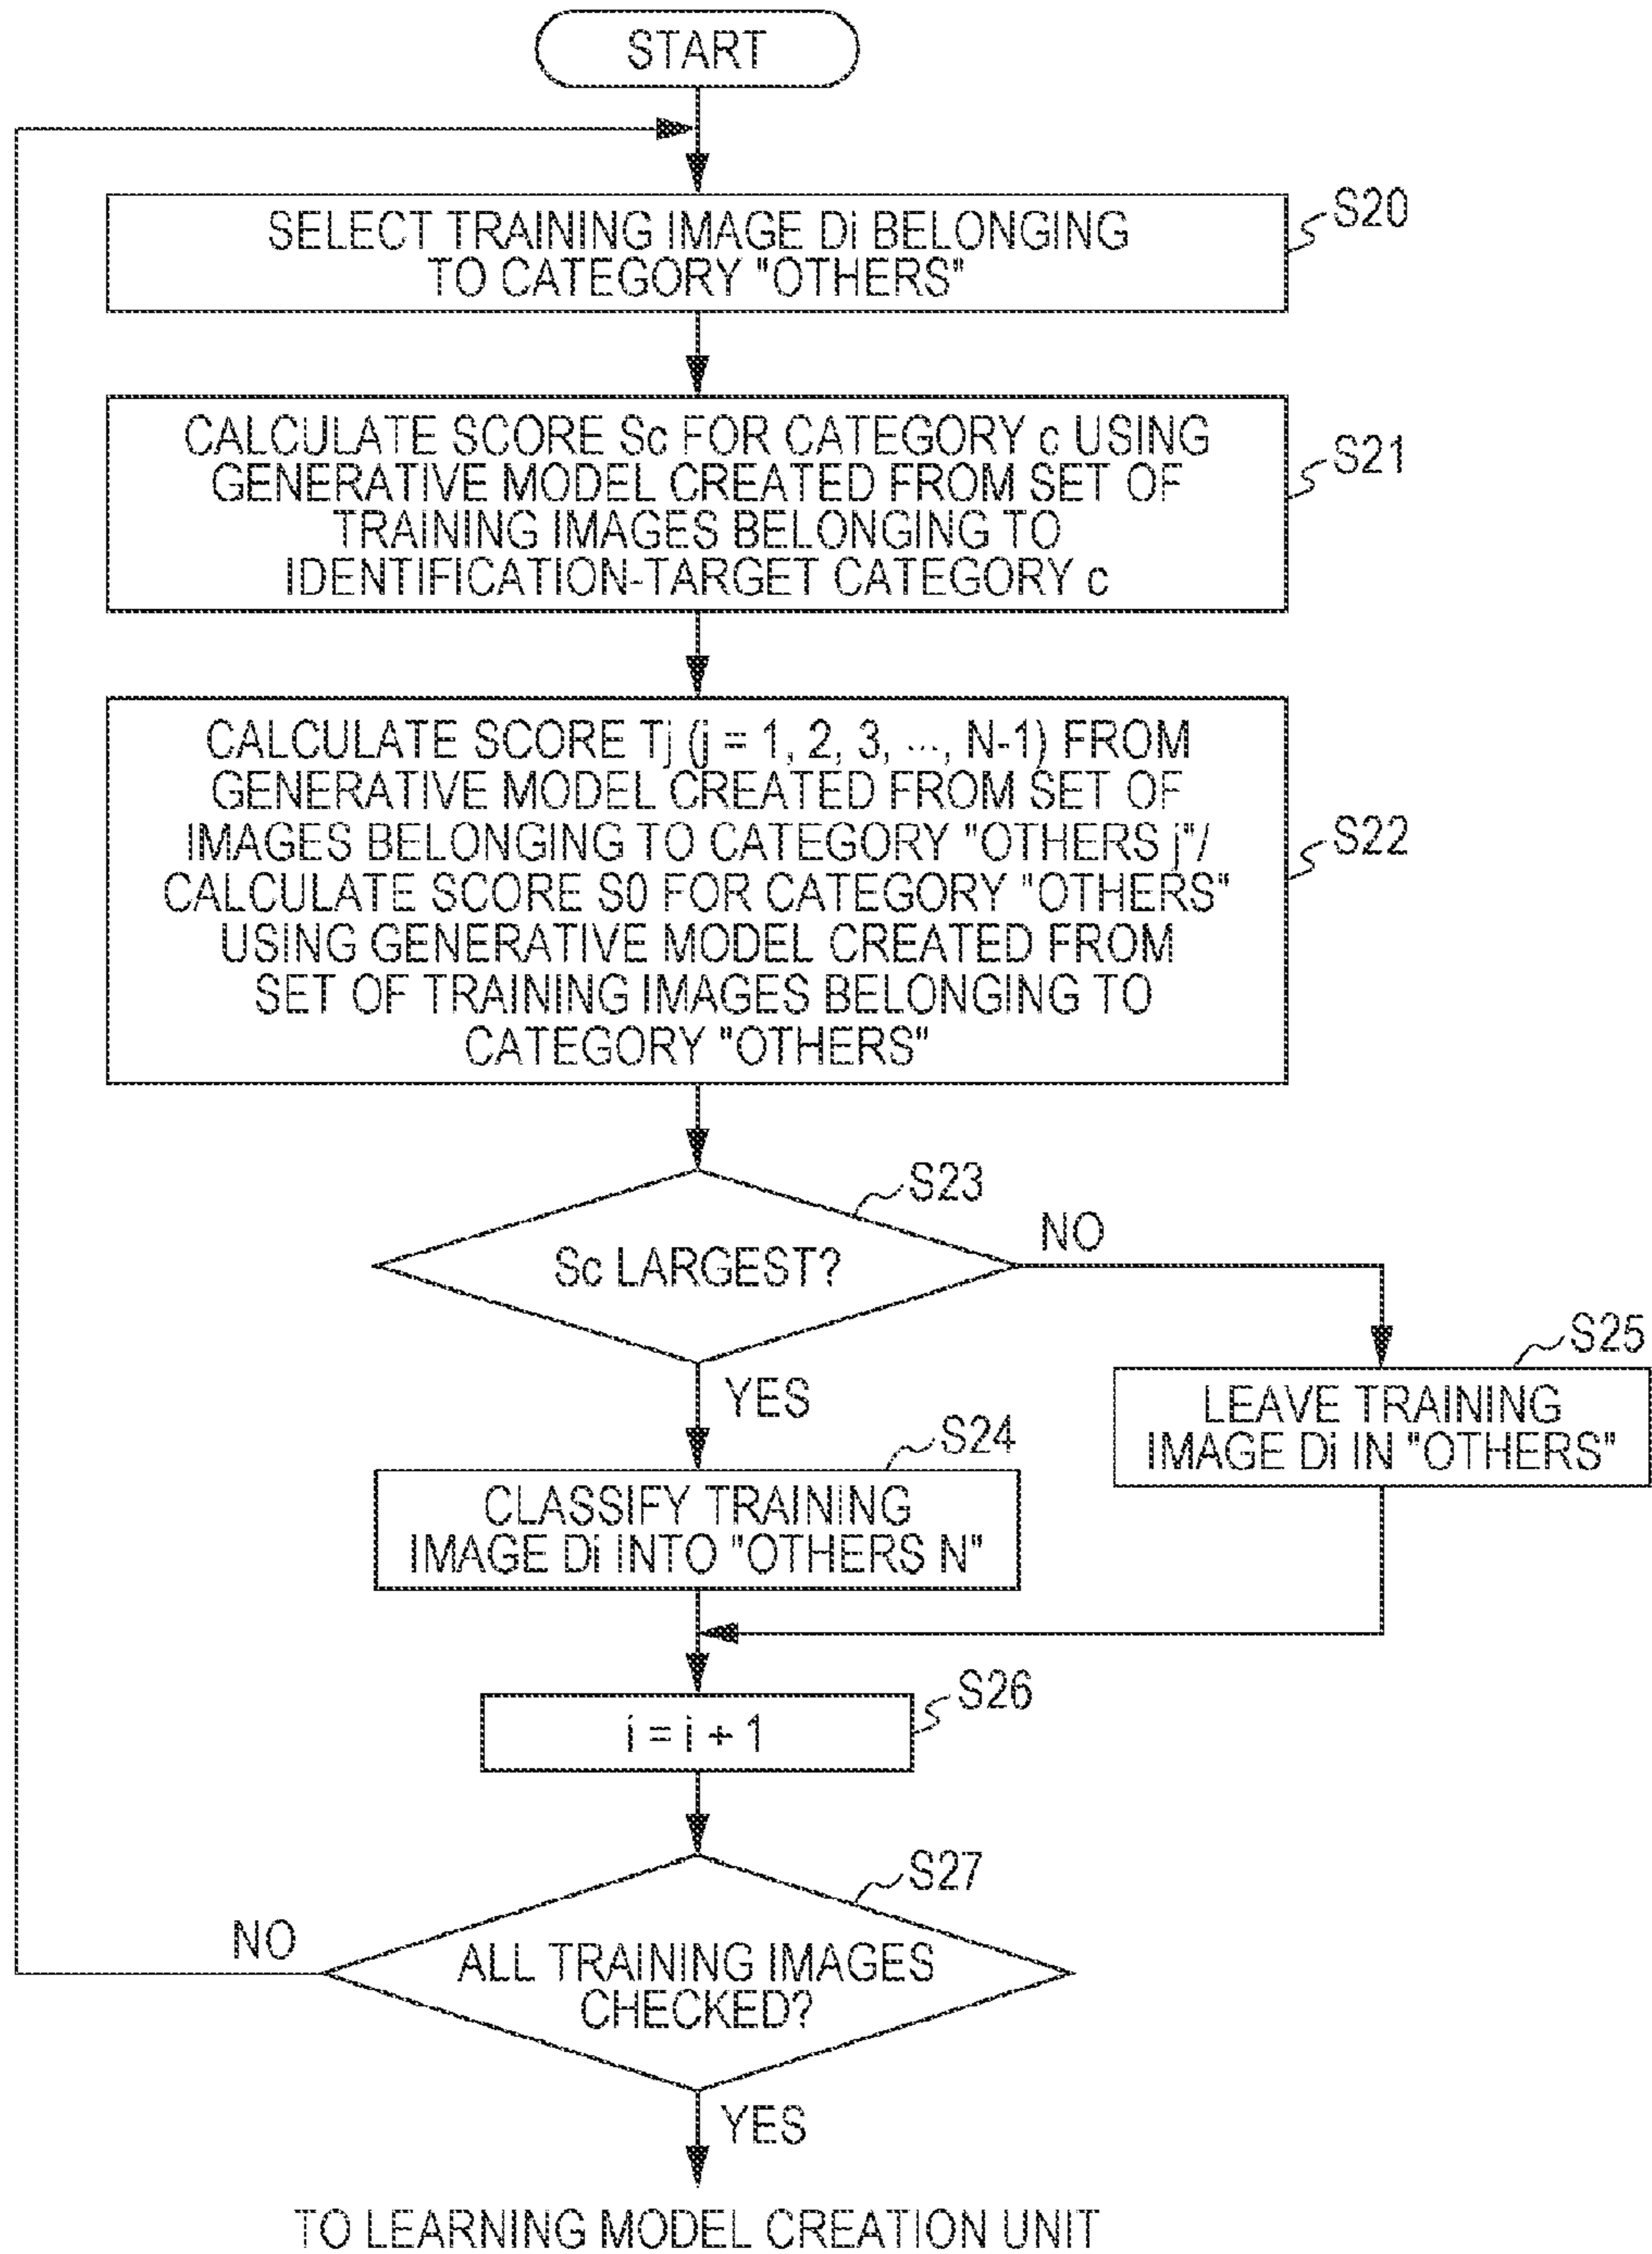 START
SELECT TRAINING IMAGE Di BELONGING
TO CATEGORY "OTHERS"
S20
CALCULATE SCORE Sc FOR CATEGORY c USING
GENERATIVE MODEL CREATED FROM SET OF
TRAINING IMAGES BELONGING TO
IDENTIFICATION-TARGET CATEGORY c
S21
CALCULATE SCORE Tj (j = 1, 2, 3, ..., N-1) FROM
GENERATIVE MODEL CREATED FROM SET OF
IMAGES BELONGING TO CATEGORY "OTHERS j"/
CALCULATE SCORE S0 FOR CATEGORY "OTHERS"
USING GENERATIVE MODEL CREATED FROM
SET OF TRAINING IMAGES BELONGING TO
CATEGORY "OTHERS"
S22
S23
Sc LARGEST?
NO
YES
S25
LEAVE TRAINING
IMAGE Di IN "OTHERS"
S24
CLASSIFY TRAINING
IMAGE Di INTO "OTHERS N"
S26
i = i + 1
S27
ALL TRAINING IMAGES
CHECKED?
NO
YES
TO LEARNING MODEL CREATION UNIT